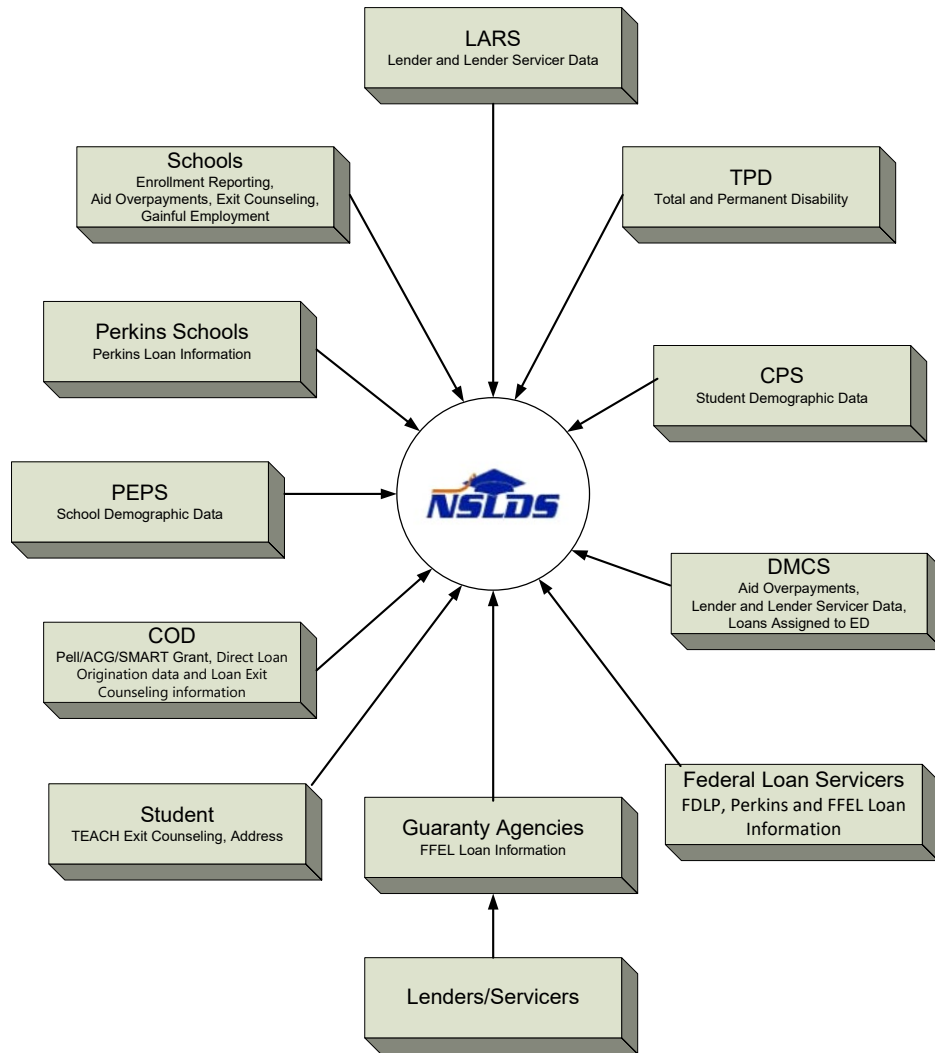 LARS
Lender and Lender Servicer Data
Schools
Enrollment Reporting,
Aid Overpayments, Exit Counseling,
Gainful Employment
TPD
Total and Permanent Disability
Perkins Schools
Perkins Loan Information
CPS
Student Demographic Data
PEPS
School Demographic Data
NSLDS
DMCS
Aid Overpayments,
Lender and Lender Servicer Data,
Loans Assigned to ED
COD
Pell/ACG/SMART Grant, Direct Loan
Origination data and Loan Exit
Counseling information
Student
TEACH Exit Counseling, Address
Guaranty Agencies
FFEL Loan Information
Federal Loan Servicers
FDLP, Perkins and FFEL Loan
Information
Lenders/Servicers